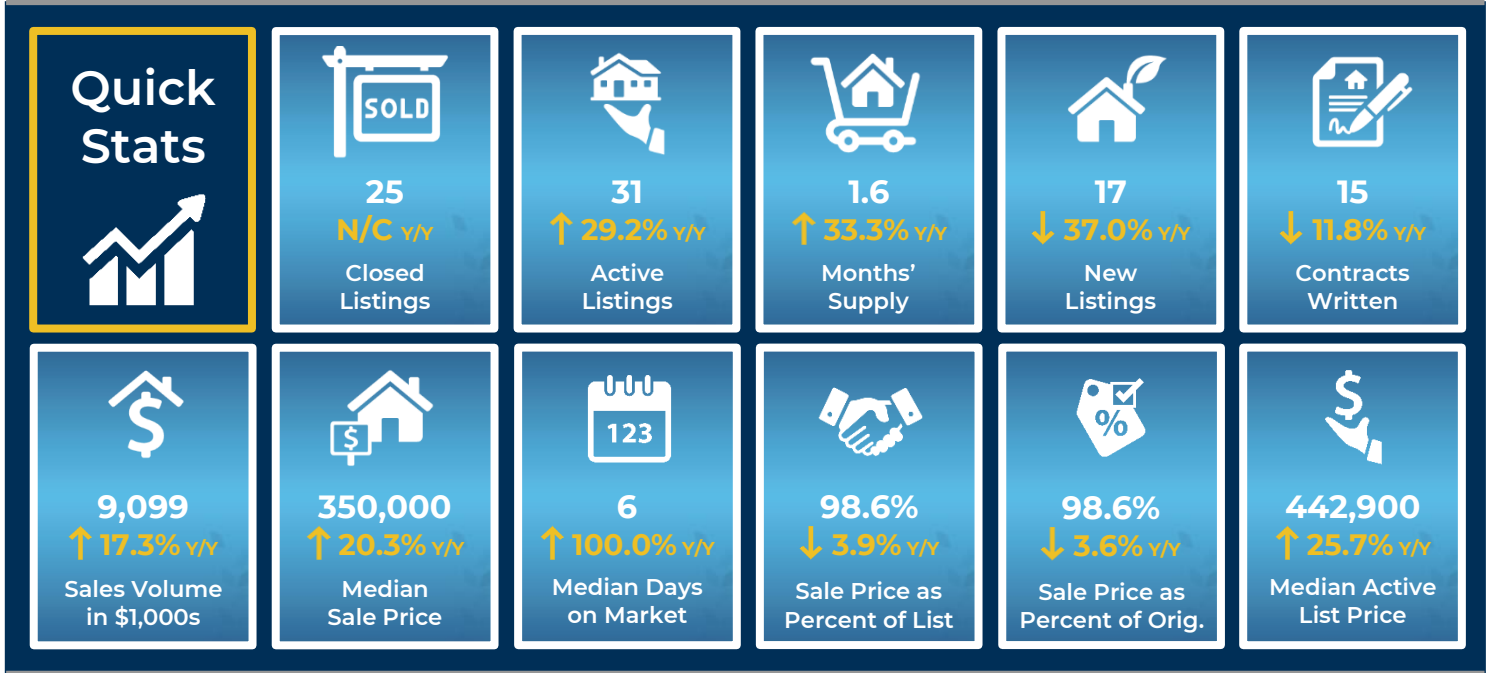 Quick
Stats
SOLD
25
N/C Y/Y
Closed
Listings
31
↑ 29.2% Y/Y
Active
Listings
1.6
↑ 33.3% Y/Y
Months’
Supply
17
↓ 37.0% Y/Y
New
Listings
15
↓ 11.8% Y/Y
Contracts
Written
$
9,099
↑ 17.3% Y/Y
Sales Volume
in $1,000s
$
350,000
↑ 20.3% Y/Y
Median
Sale Price
123
6
↑ 100.0% Y/Y
Median Days
on Market
98.6%
↓ 3.9% Y/Y
Sale Price as
Percent of List
%
98.6%
↓ 3.6% Y/Y
Sale Price as
Percent of Orig.
$
442,900
↑ 25.7% Y/Y
Median Active
List Price